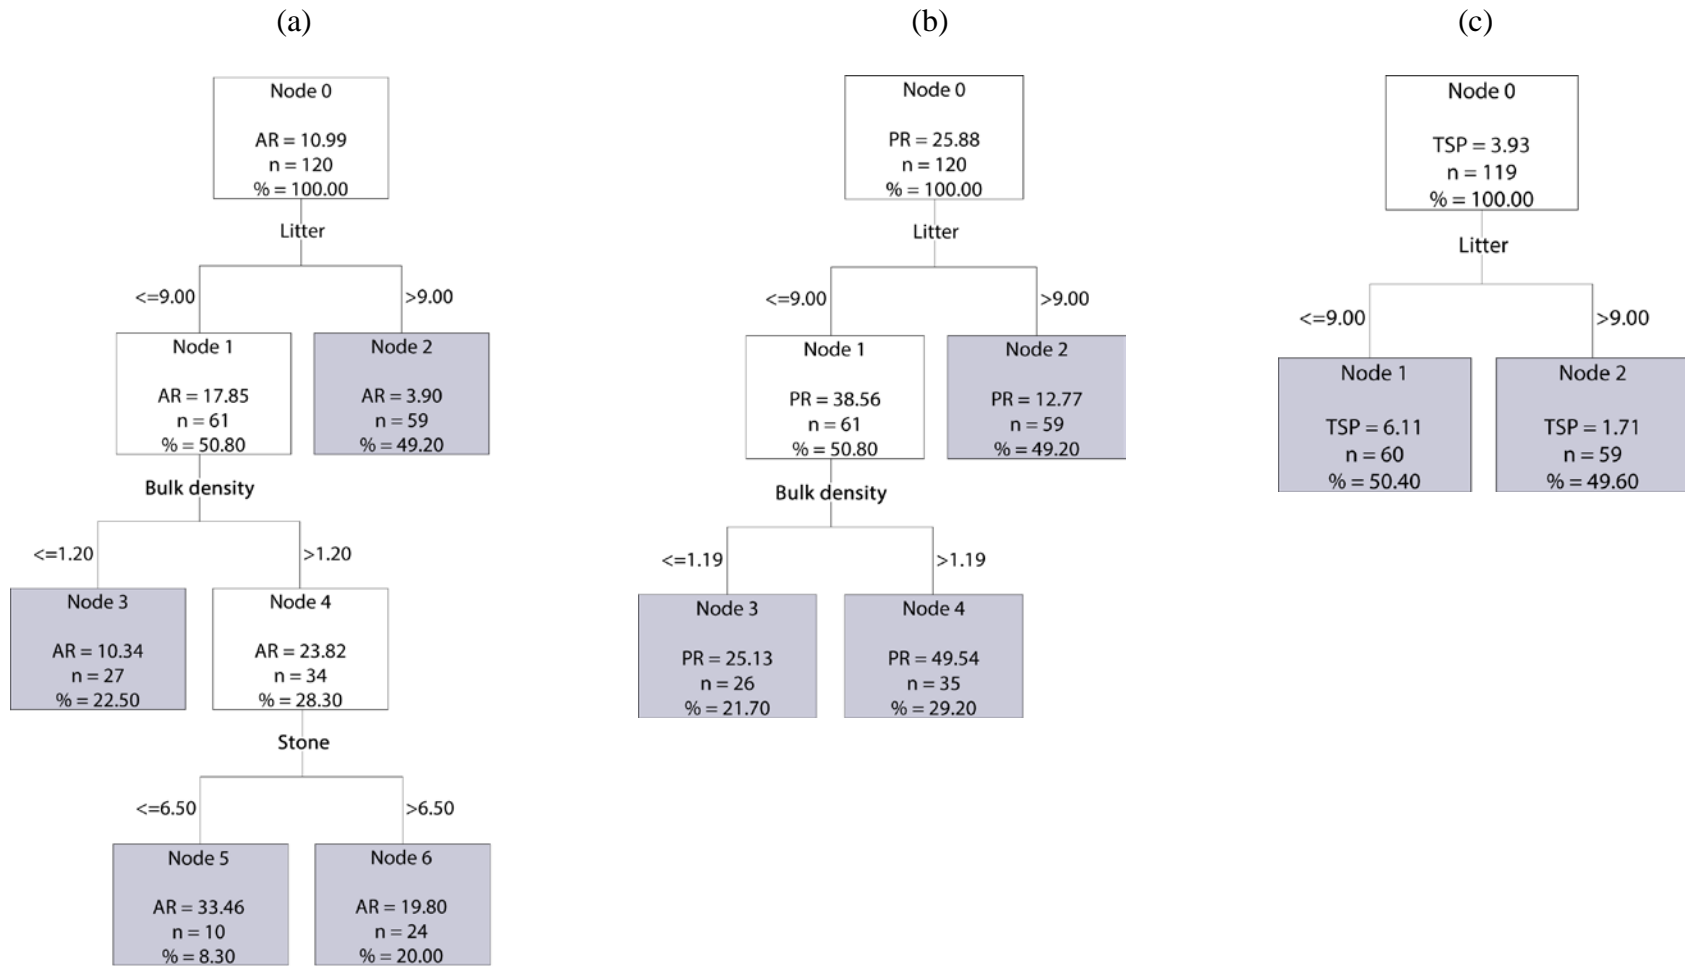 (a)
Node 0
AR = 10.99
n = 120
% = 100.00
Litter
<=9.00
>9.00
Node 1
AR = 17.85
n = 61
% = 50.80
Node 2
AR = 3.90
n = 59
% = 49.20
Bulk density
<=1.20
>1.20
Node 3
AR = 10.34
n = 27
% = 22.50
Node 4
AR = 23.82
n = 34
% = 28.30
Stone
<=6.50
>6.50
Node 5
AR = 33.46
n = 10
% = 8.30
Node 6
AR = 19.80
n = 24
% = 20.00
(b)
Node 0
PR = 25.88
n = 120
% = 100.00
Litter
<=9.00
>9.00
Node 1
PR = 38.56
n = 61
% = 50.80
Node 2
PR = 12.77
n = 59
% = 49.20
Bulk density
<=1.19
>1.19
Node 3
PR = 25.13
n = 26
% = 21.70
Node 4
PR = 49.54
n = 35
% = 29.20
(c)
Node 0
TSP = 3.93
n = 119
% = 100.00
Litter
<=9.00
>9.00
Node 1
TSP = 6.11
n = 60
% = 50.40
Node 2
TSP = 1.71
n = 59
% = 49.60